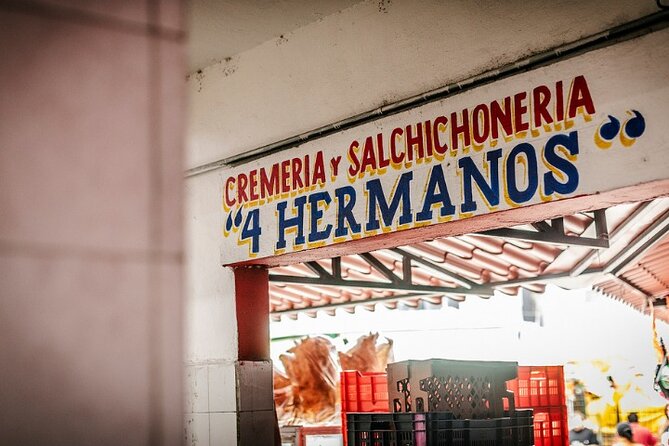 CREMERIA Y SALCHICHONERIA
“4 HERMANOS”